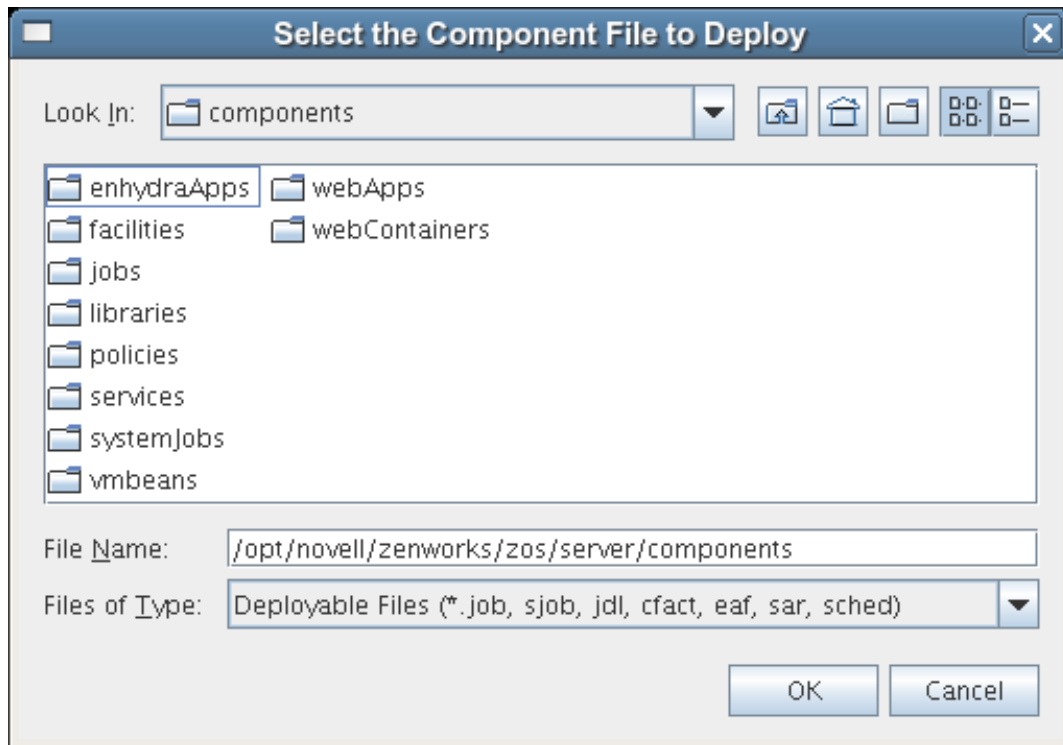 Select the Component File to Deploy
Look In: components
enhydraApps webApps
facilities webContainers
jobs
libraries
policies
services
systemJobs
vmbeans
File Name: /opt/novell/zenworks/zos/server/components
Files of Type: Deployable Files (*.job, sjob, jdl, cfact, eaf, sar, sched)
OK Cancel